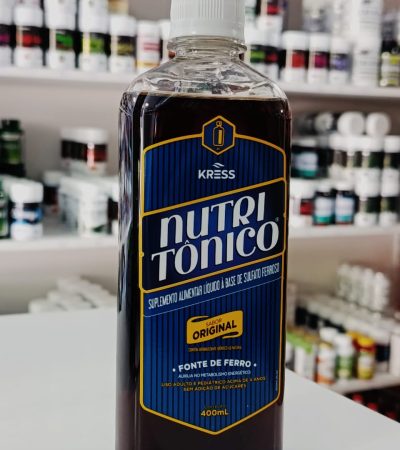 KRESS
NUTRI
TÔNICO
SUPLEMENTO ALIMENTAR LÍQUIDO À BASE DE SULFATO FERROSO
SABOR
ORIGINAL
• FONTE DE FERRO •
AUXILIA NO METABOLISMO ENERGÉTICO
USO ADULTO E PEDIÁTRICO ACIMA DE 4 ANOS
SEM ADIÇÃO DE AÇÚCARES
400mL